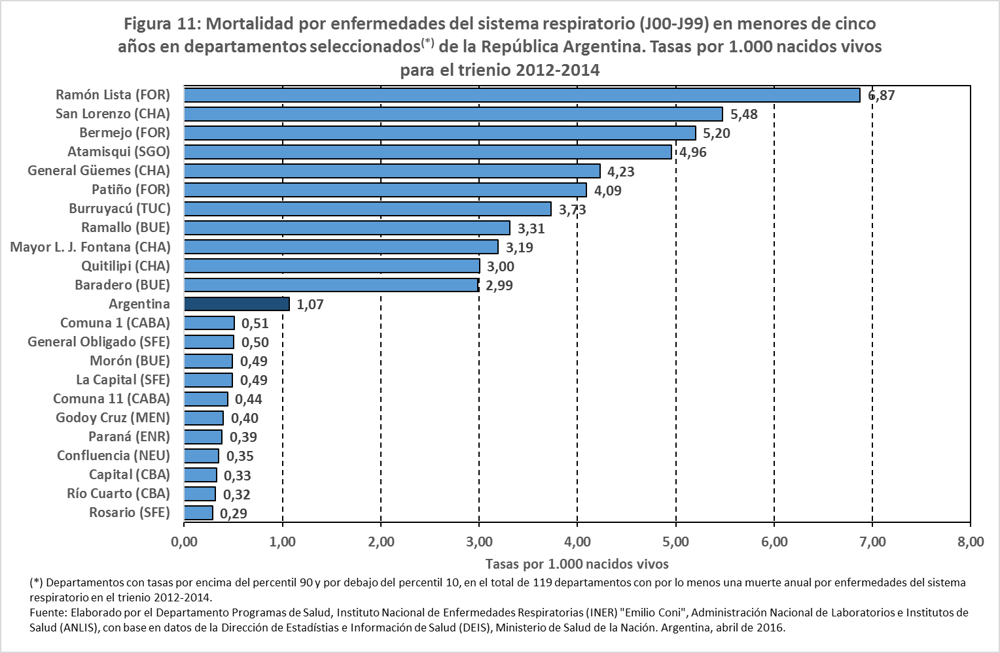 Figura 11: Mortalidad por enfermedades del sistema respiratorio (J00-J99) en menores de cinco
años en departamentos seleccionados(*) de la República Argentina. Tasas por 1.000 nacidos vivos
para el trienio 2012-2014
Ramón Lista (FOR) 6,87
San Lorenzo (CHA) 5,48
Bermejo (FOR) 5,20
Atamisqui (SGO) 4,96
General Güemes (CHA) 4,23
Patiño (FOR) 4,09
Burruyacú (TUC) 3,73
Ramallo (BUE) 3,31
Mayor L. J. Fontana (CHA) 3,19
Quitilipi (CHA) 3,00
Baradero (BUE) 2,99
Argentina 1,07
Comuna 1 (CABA) 0,51
General Obligado (SFE) 0,50
Morón (BUE) 0,49
La Capital (SFE) 0,49
Comuna 11 (CABA) 0,44
Godoy Cruz (MEN) 0,40
Paraná (ENR) 0,39
Confluencia (NEU) 0,35
Capital (CBA) 0,33
Río Cuarto (CBA) 0,32
Rosario (SFE) 0,29
0,00 1,00 2,00 3,00 4,00 5,00 6,00 7,00 8,00
Tasas por 1.000 nacidos vivos
(*) Departamentos con tasas por encima del percentil 90 y por debajo del percentil 10, en el total de 119 departamentos con por lo menos una muerte anual por enfermedades del sistema
respiratorio en el trienio 2012-2014.
Fuente: Elaborado por el Departamento Programas de Salud, Instituto Nacional de Enfermedades Respiratorias (INER) "Emilio Coni", Administración Nacional de Laboratorios e Institutos de
Salud (ANLIS), con base en datos de la Dirección de Estadístias e Información de Salud (DEIS), Ministerio de Salud de la Nación. Argentina, abril de 2016.